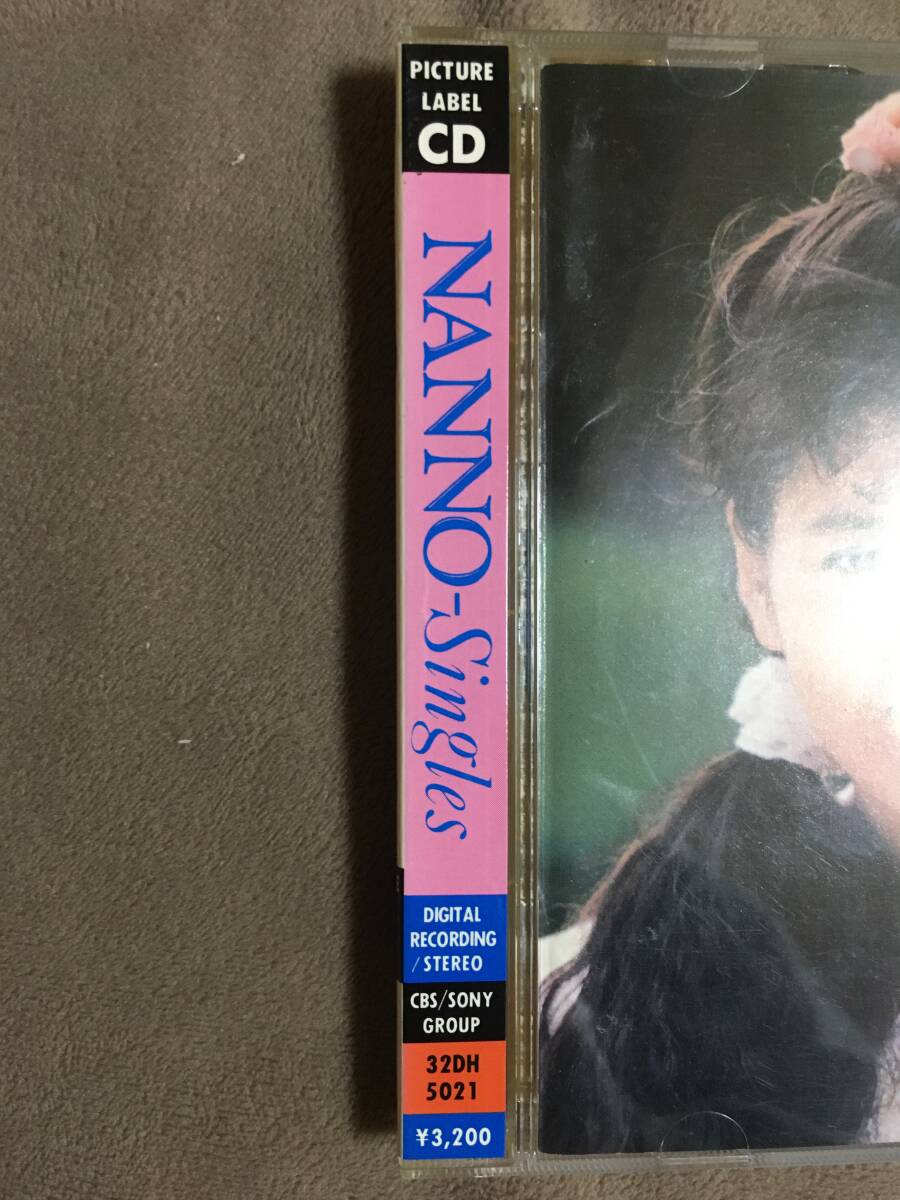 PICTURE
LABEL
CD
NANNO-Singles
DIGITAL
RECORDING
/STEREO
CBS/SONY
GROUP
32DH
5021
¥3,200